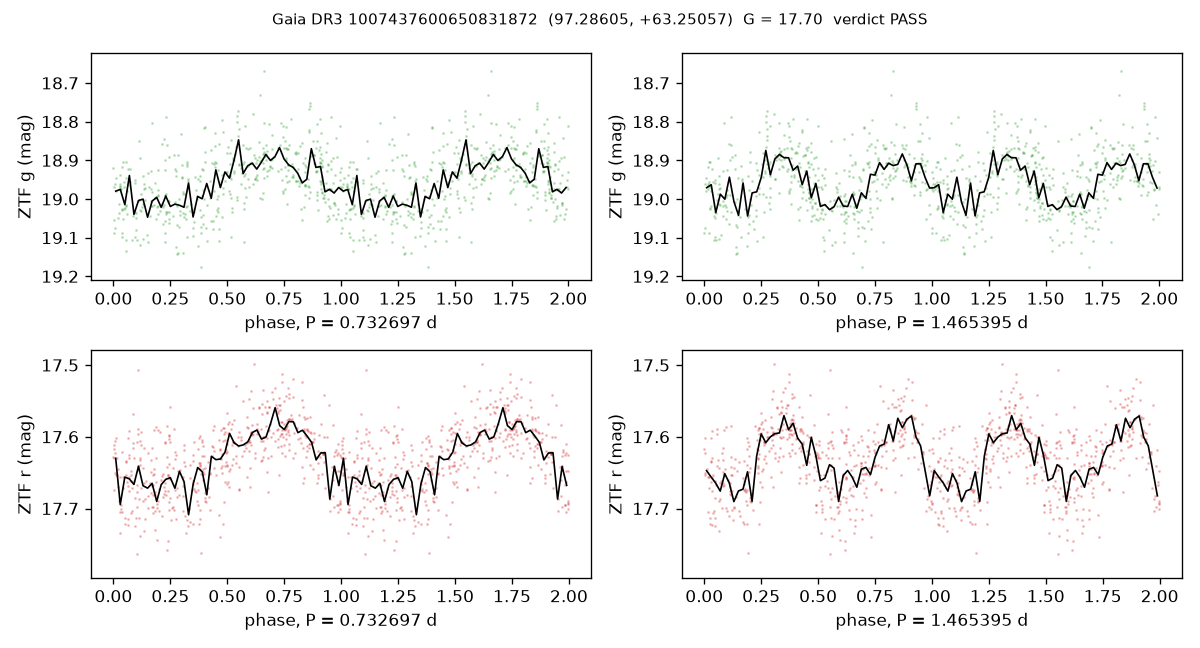 Gaia DR3 1007437600650831872  (97.28605, +63.25057)  G = 17.70  verdict PASS
ZTF g (mag)
18.7
18.8
18.9
19.0
19.1
19.2
0.00 0.25 0.50 0.75 1.00 1.25 1.50 1.75 2.00
phase, P = 0.732697 d
ZTF g (mag)
18.7
18.8
18.9
19.0
19.1
19.2
0.00 0.25 0.50 0.75 1.00 1.25 1.50 1.75 2.00
phase, P = 1.465395 d
ZTF r (mag)
17.5
17.6
17.7
0.00 0.25 0.50 0.75 1.00 1.25 1.50 1.75 2.00
phase, P = 0.732697 d
ZTF r (mag)
17.5
17.6
17.7
0.00 0.25 0.50 0.75 1.00 1.25 1.50 1.75 2.00
phase, P = 1.465395 d